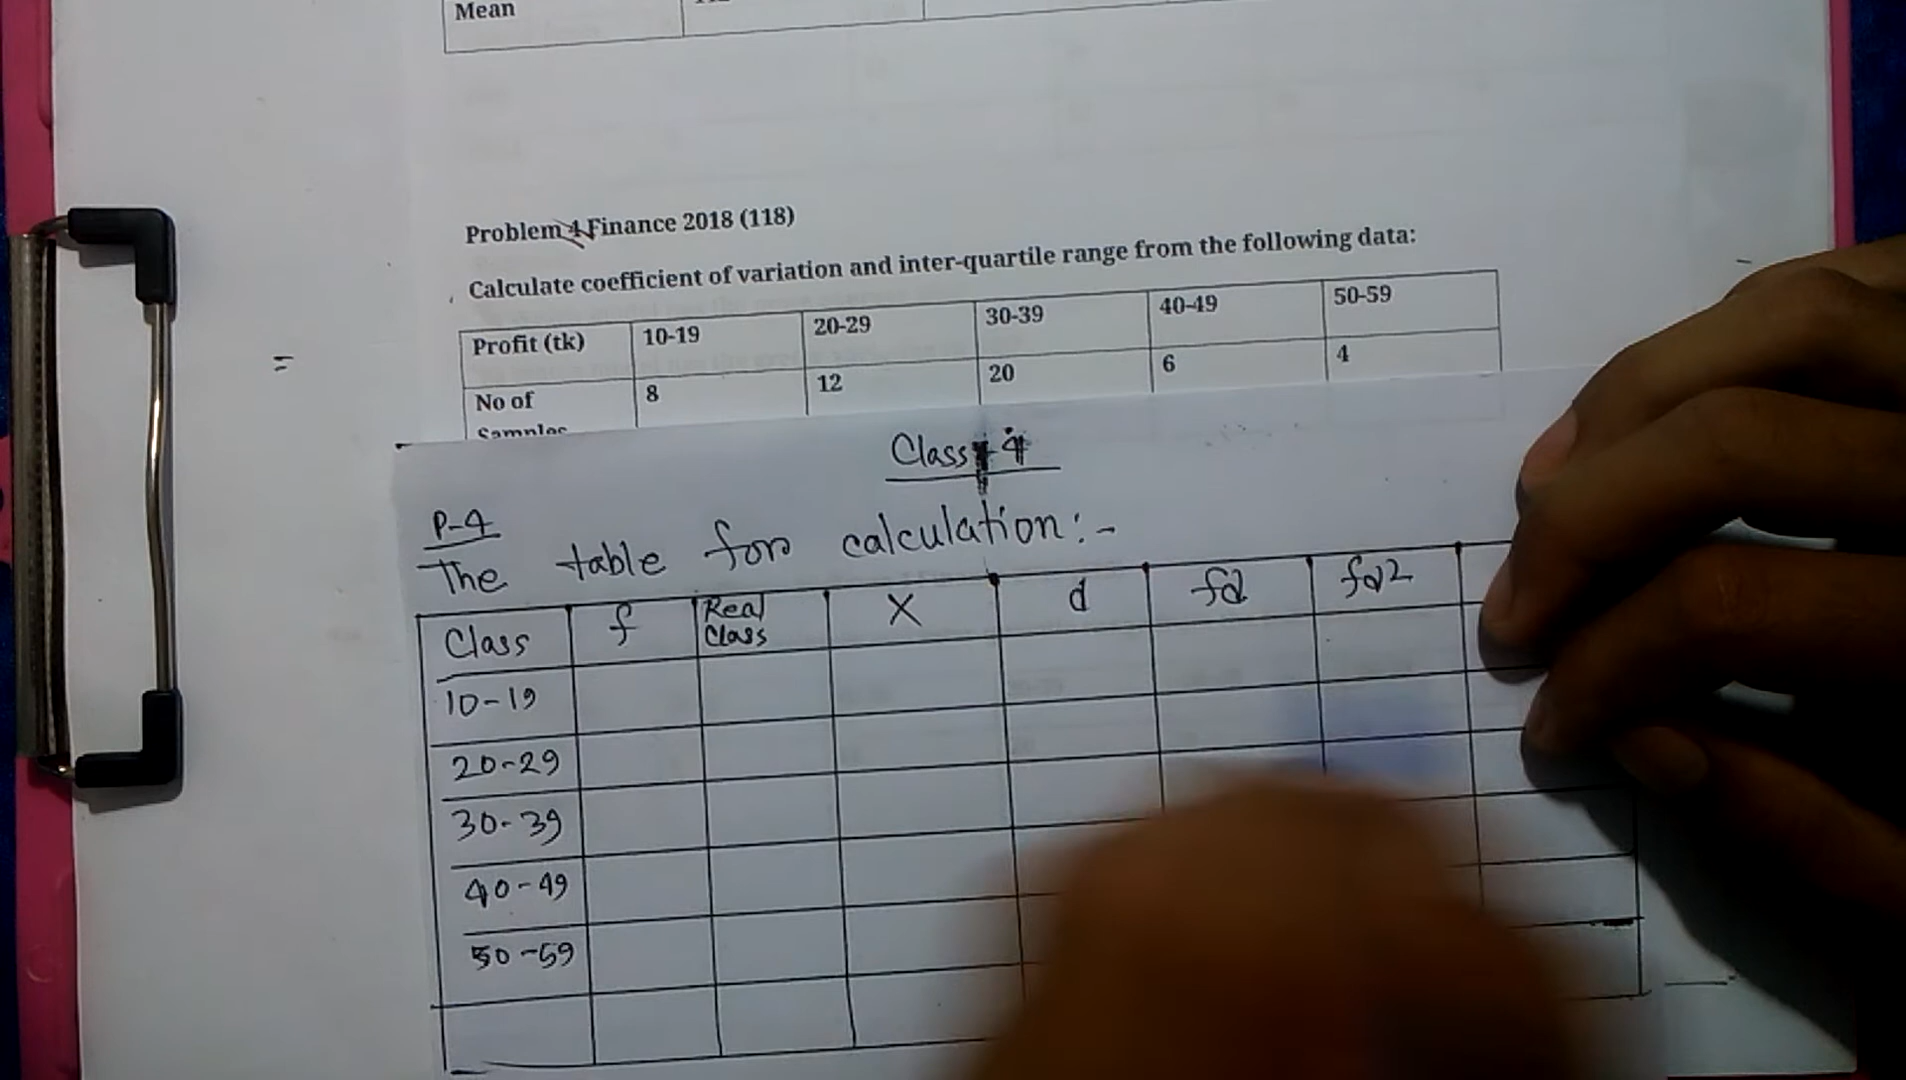 Mean
Problem 4 Finance 2018 (118)
Calculate coefficient of variation and inter-quartile range from the following data:
Profit (tk) 10-19 20-29 30-39 40-49 50-59
No of 8 12 20 6 4
Samples
Class-4
P-4
The table for calculation:-
Class f Real Class X d fd fd2
10-19
20-29
30-39
40-49
50-59